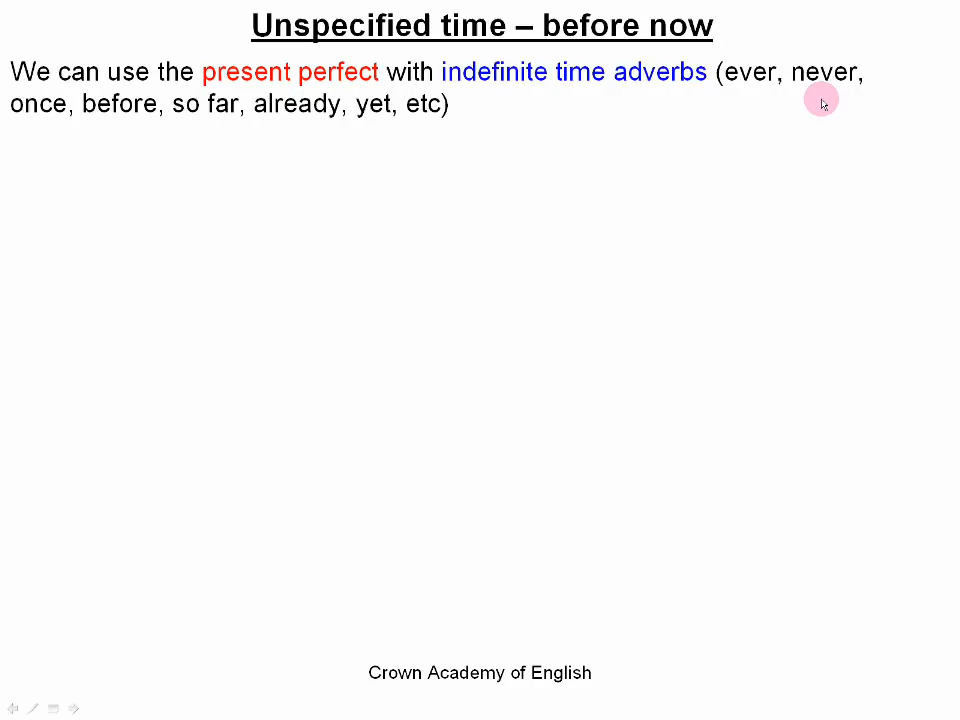 Unspecified time – before now
We can use the present perfect with indefinite time adverbs (ever, never,
once, before, so far, already, yet, etc)
Crown Academy of English